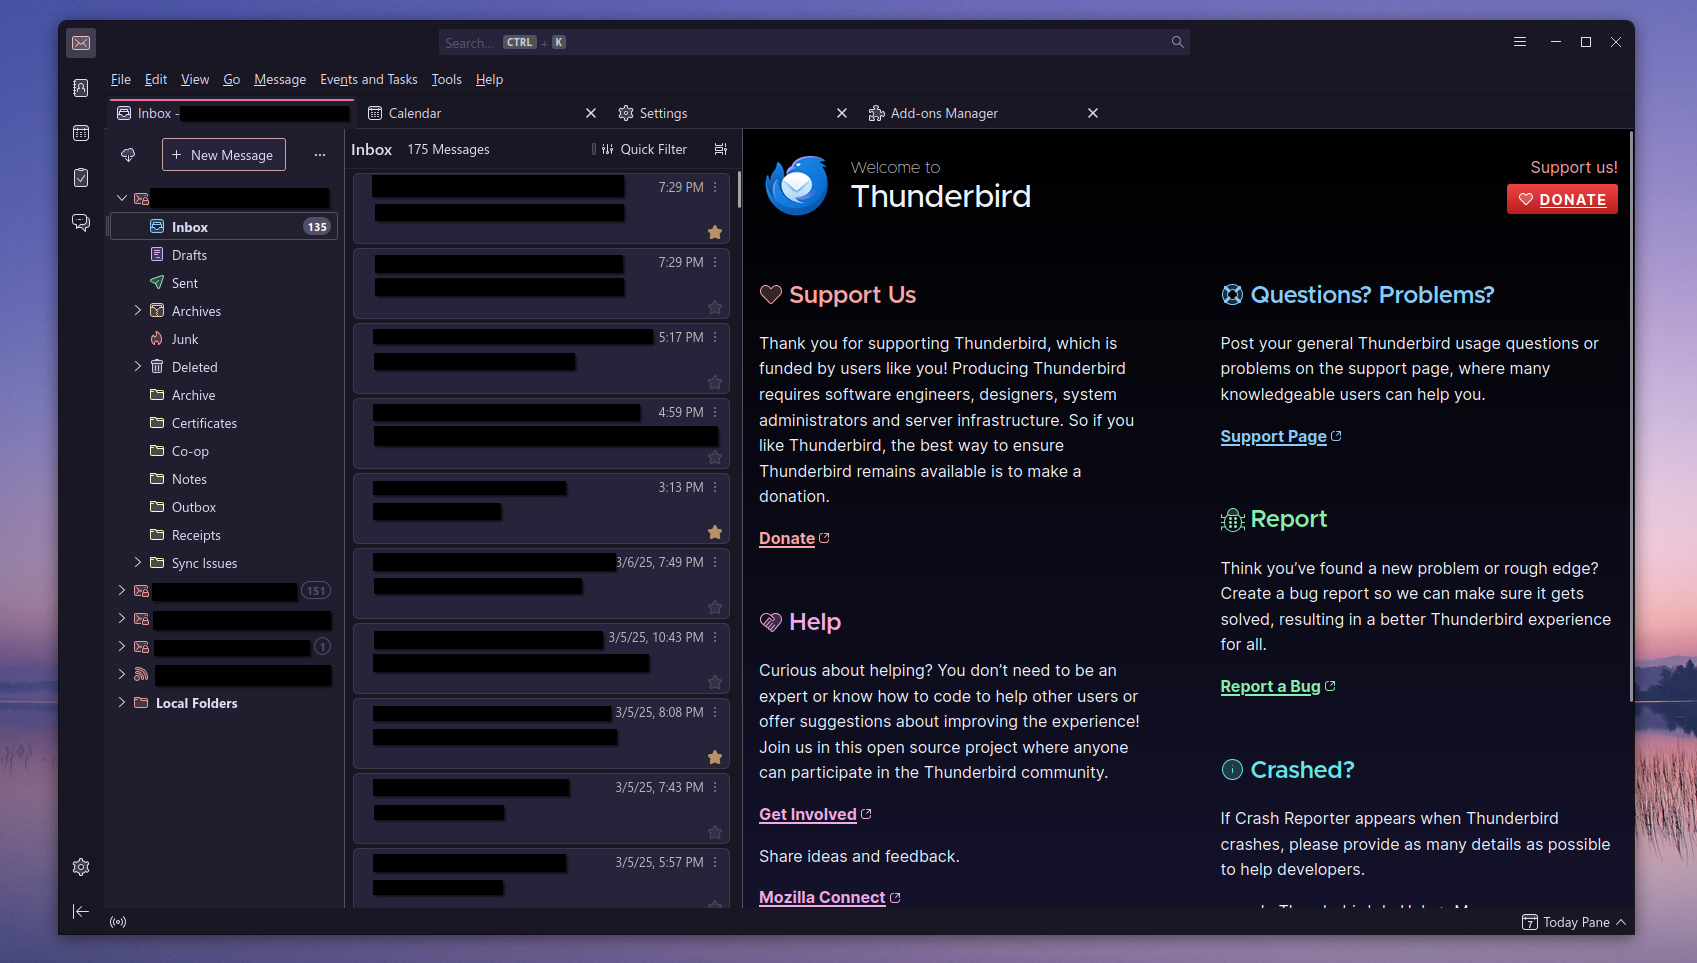 Search... CTRL + K
File Edit View Go Message Events and Tasks Tools Help
Inbox - Calendar Settings Add-ons Manager
+ New Message ...
Inbox 135
Drafts
Sent
Archives
Junk
Deleted
Archive
Certificates
Co-op
Notes
Outbox
Receipts
Sync Issues
151
1
Local Folders
Inbox 175 Messages Quick Filter
7:29 PM
7:29 PM
5:17 PM
4:59 PM
3:13 PM
3/6/25, 7:49 PM
3/5/25, 10:43 PM
3/5/25, 8:08 PM
3/5/25, 7:43 PM
3/5/25, 5:57 PM
Welcome to
Thunderbird
Support us!
DONATE
Support Us
Thank you for supporting Thunderbird, which is
funded by users like you! Producing Thunderbird
requires software engineers, designers, system
administrators and server infrastructure. So if you
like Thunderbird, the best way to ensure
Thunderbird remains available is to make a
donation.
Donate
Help
Curious about helping? You don’t need to be an
expert or know how to code to help other users or
offer suggestions about improving the experience!
Join us in this open source project where anyone
can participate in the Thunderbird community.
Get Involved
Share ideas and feedback.
Mozilla Connect
Questions? Problems?
Post your general Thunderbird usage questions or
problems on the support page, where many
knowledgeable users can help you.
Support Page
Report
Think you’ve found a new problem or rough edge?
Create a bug report so we can make sure it gets
solved, resulting in a better Thunderbird experience
for all.
Report a Bug
Crashed?
If Crash Reporter appears when Thunderbird
crashes, please provide as many details as possible
to help developers.
7 Today Pane